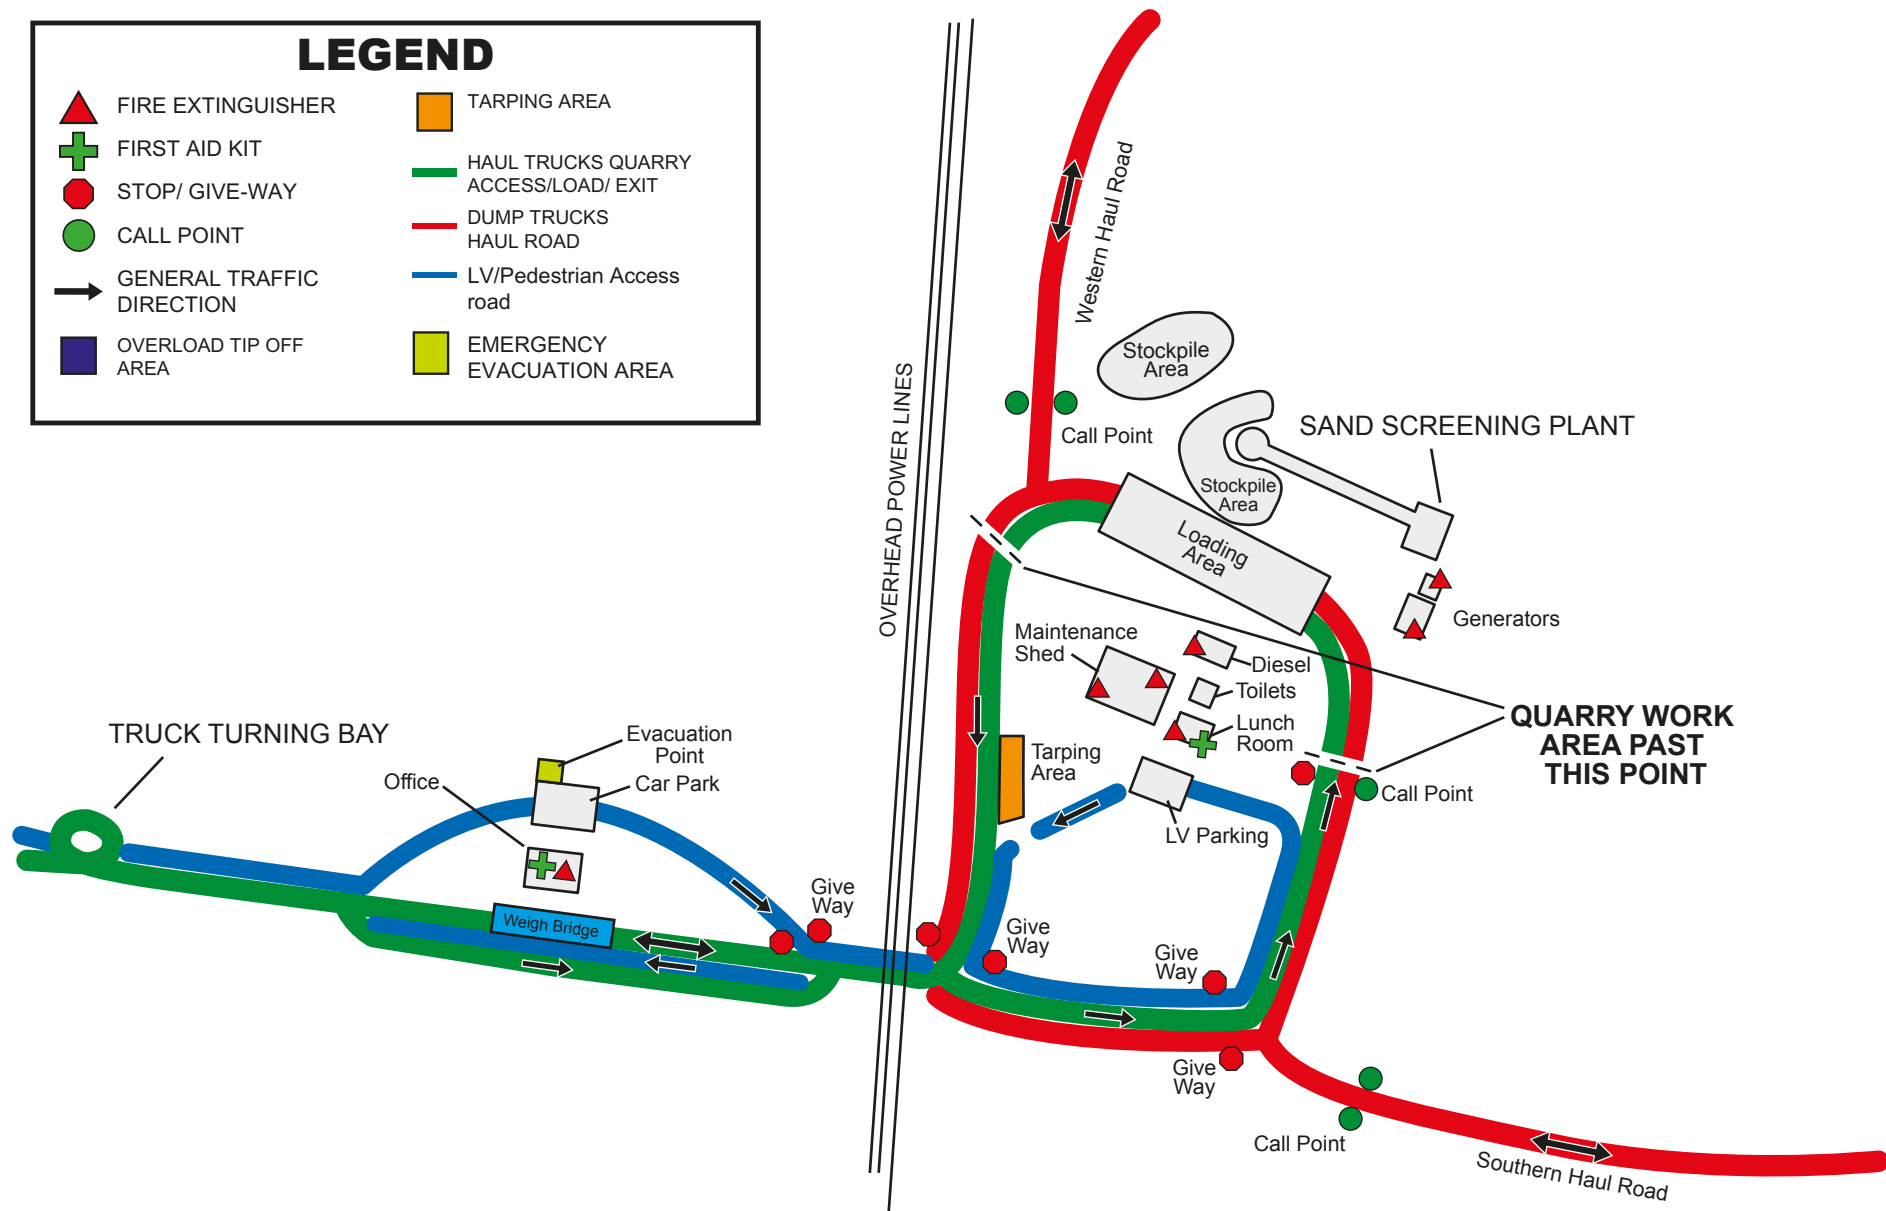 LEGEND
FIRE EXTINGUISHER
FIRST AID KIT
STOP/ GIVE-WAY
CALL POINT
GENERAL TRAFFIC
DIRECTION
OVERLOAD TIP OFF
AREA
TARPING AREA
HAUL TRUCKS QUARRY
ACCESS/LOAD/ EXIT
DUMP TRUCKS
HAUL ROAD
LV/Pedestrian Access
road
EMERGENCY
EVACUATION AREA
OVERHEAD POWER LINES
Western Haul Road
Stockpile
Area
Call Point
SAND SCREENING PLANT
Stockpile
Area
Loading
Area
Generators
Maintenance
Shed
Diesel
Toilets
Lunch
Room
QUARRY WORK
AREA PAST
THIS POINT
TRUCK TURNING BAY
Evacuation
Point
Office
Car Park
Tarping
Area
Call Point
LV Parking
Weigh Bridge
Give
Way
Give
Way
Give
Way
Give
Way
Call Point
Southern Haul Road